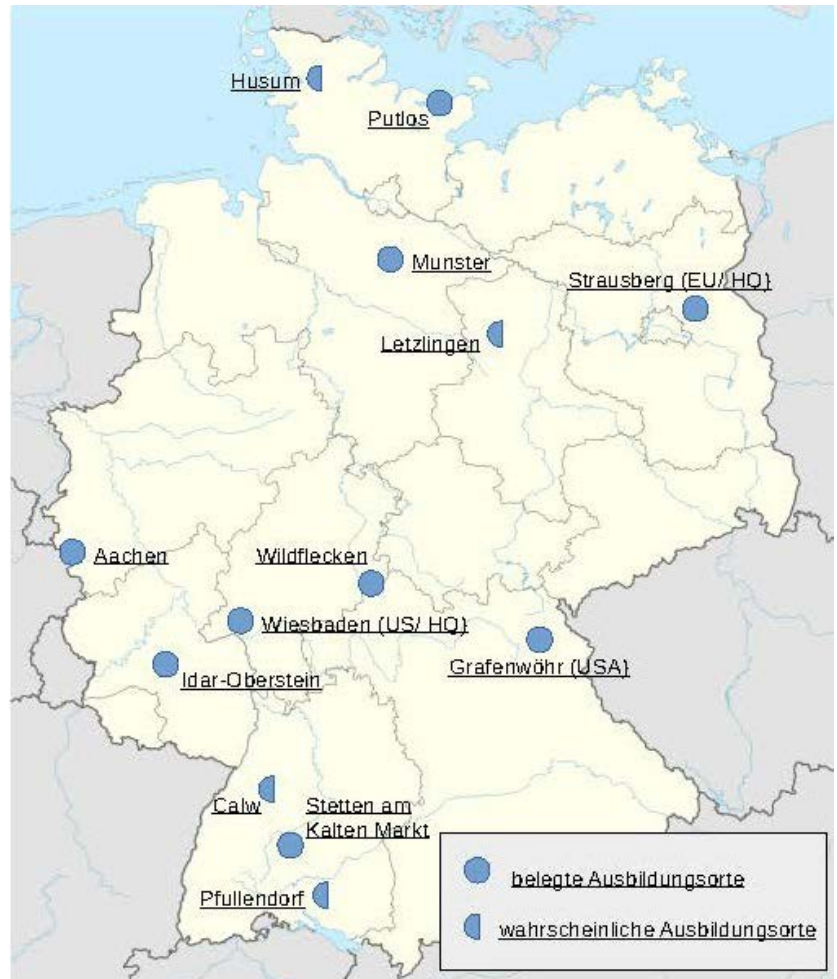 Husum
Putlos
Munster
Strausberg (EU/ HQ)
Letzlingen
Aachen
Wildflecken
Wiesbaden (US/ HQ)
Idar-Oberstein
Grafenwöhr (USA)
Calw
Stetten am
Kalten Markt
Pfullendorf
belegte Ausbildungsorte
wahrscheinliche Ausbildungsorte